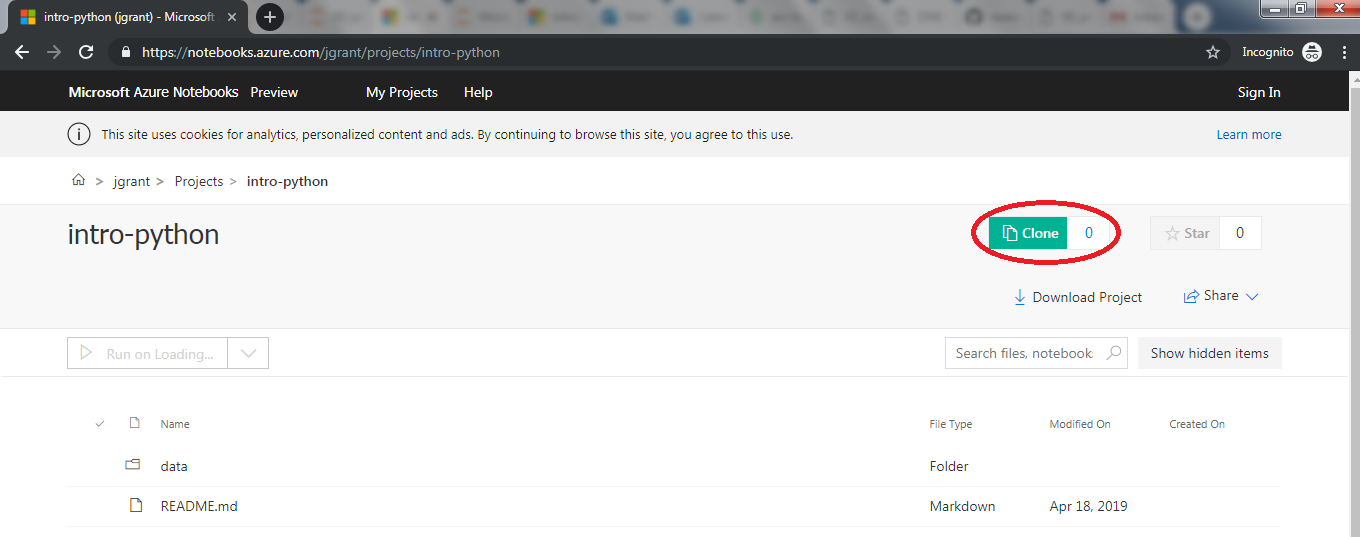 intro-python (jgrant) - Microsoft
https://notebooks.azure.com/jgrant/projects/intro-python
Incognito
Microsoft Azure Notebooks Preview My Projects Help Sign In
This site uses cookies for analytics, personalized content and ads. By continuing to browse this site, you agree to this use. Learn more
> jgrant > Projects > intro-python
intro-python
Clone 0 Star 0
Download Project Share
Run on Loading...
Search files, notebook
Show hidden items
Name File Type Modified On Created On
data Folder
README.md Markdown Apr 18, 2019